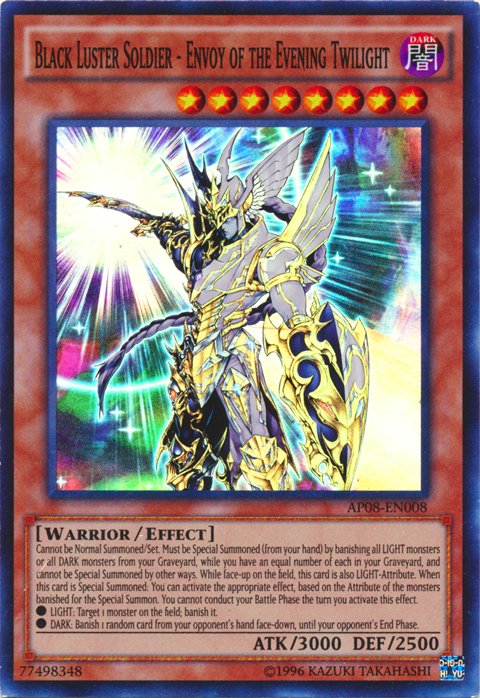 BLACK LUSTER SOLDIER - ENVOY OF THE EVENING TWILIGHT
DARK
闇
AP08-EN008
[WARRIOR / EFFECT]
Cannot be Normal Summoned/Set. Must be Special Summoned (from your hand) by banishing all LIGHT monsters
or all DARK monsters from your Graveyard, while you have an equal number of each in your Graveyard, and
cannot be Special Summoned by other ways. While face-up on the field, this card is also LIGHT-Attribute. When
this card is Special Summoned: You can activate the appropriate effect, based on the Attribute of the monsters
banished for the Special Summon. You cannot conduct your Battle Phase the turn you activate this effect.
● LIGHT: Target 1 monster on the field; banish it.
● DARK: Banish 1 random card from your opponent's hand face-down, until your opponent's End Phase.
ATK/3000 DEF/2500
77498348
©1996 KAZUKI TAKAHASHI